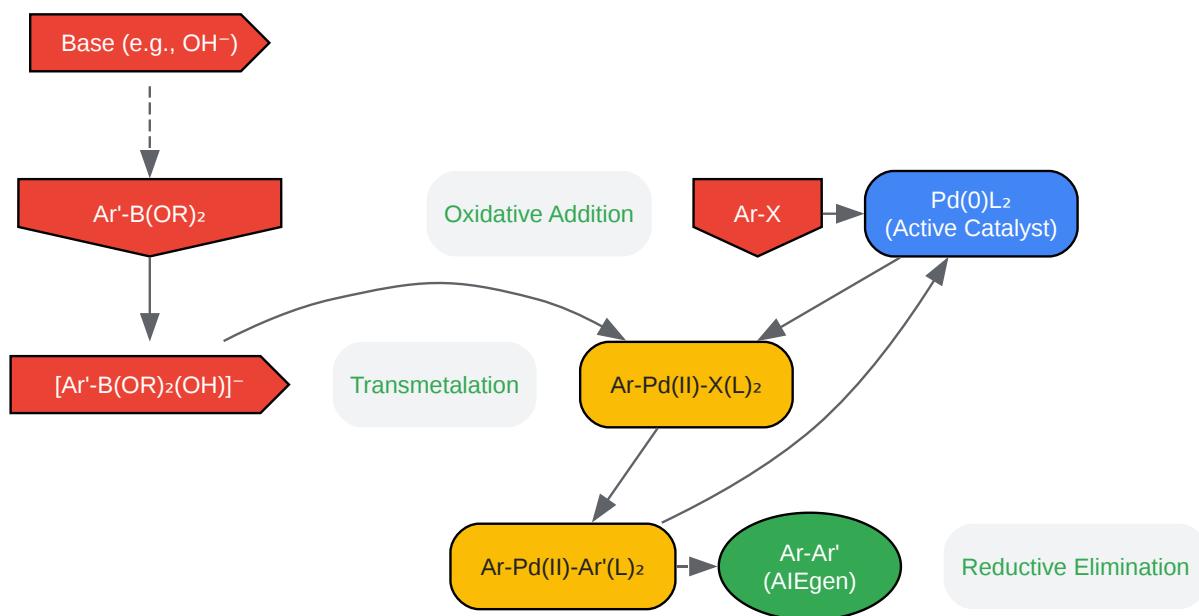 Base (e.g., OH⁻)
Ar'-B(OR)₂
Oxidative Addition
Ar-X
Pd(0)L₂
(Active Catalyst)
[Ar'-B(OR)₂(OH)]⁻
Transmetalation
Ar-Pd(II)-X(L)₂
Ar-Pd(II)-Ar'(L)₂
Ar-Ar'
(AIEgen)
Reductive Elimination